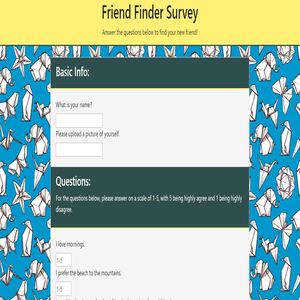 Friend Finder Survey
Answer the questions below to find your new friend!
Basic Info:
What is your name?
Please upload a picture of yourself.
Questions:
For the questions below, please answer on a scale of 1-5, with 5 being highly agree and 1 being highly
disagree.
I love mornings.
1-5
I prefer the beach to the mountains.
1-5